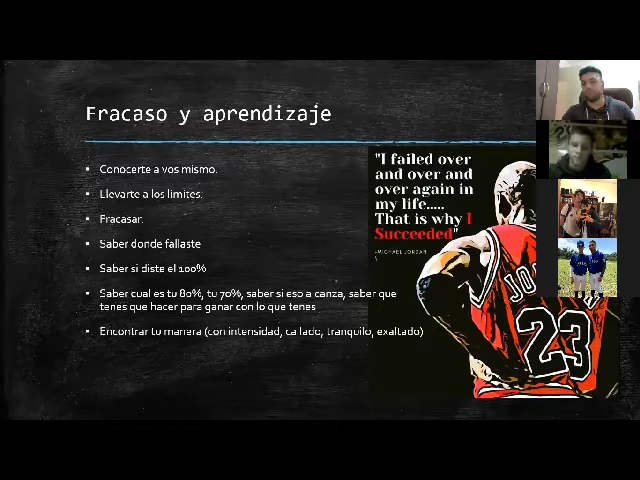 Fracaso y aprendizaje
Conocerte a vos mismo.
Llevarte a los limites.
Fracasar.
Saber donde fallaste
Saber si diste el 100%
Saber cual es tu 80%, tu 70%, saber si eso a canza, saber que
tenes que hacer para ganar con lo que tenes
Encontrar tu manera (con intensidad, ca lado, tranquilo, exaltado)
"I failed over
and over and
over again in
my life.....
That is why I
Succeeded"
-MICHAEL JORDAN
JO
23